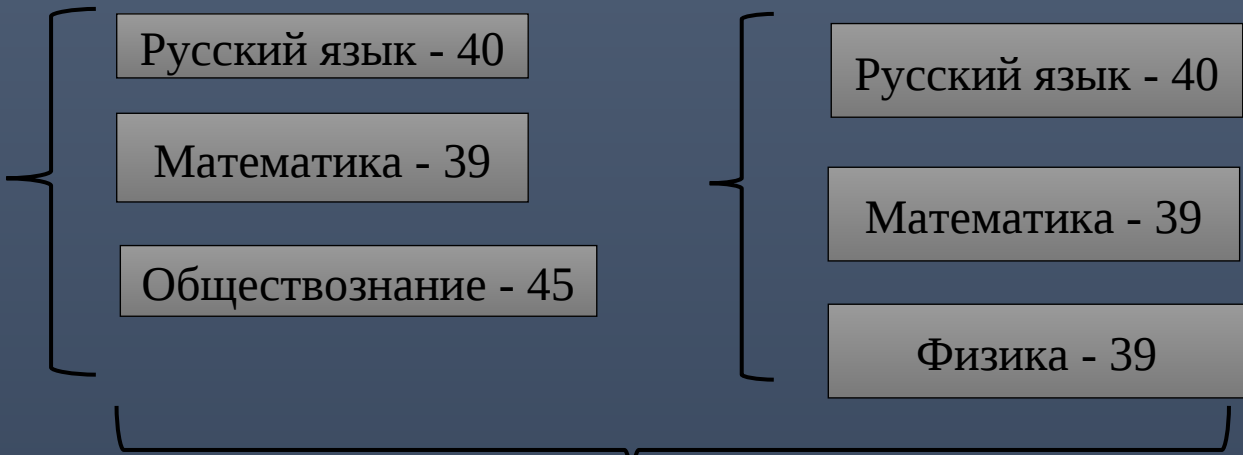 Русский язык - 40
Математика - 39
Обществознание - 45
Русский язык - 40
Математика - 39
Физика - 39